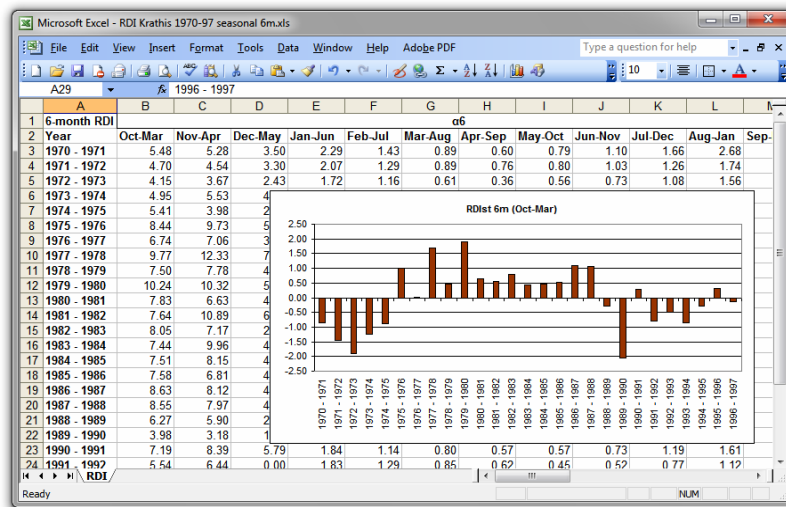 Microsoft Excel - RDI Krathis 1970-97 seasonal 6m.xls
File Edit View Insert Format Tools Data Window Help Adobe PDF Type a question for help
10
A29 fx 1996 - 1997
A B C D E F G H I J K L M
1 6-month RDI α6
2 Year Oct-Mar Nov-Apr Dec-May Jan-Jun Feb-Jul Mar-Aug Apr-Sep May-Oct Jun-Nov Jul-Dec Aug-Jan Sep-
3 1970 - 1971 5.48 5.28 3.50 2.29 1.43 0.89 0.60 0.79 1.10 1.66 2.68
4 1971 - 1972 4.70 4.54 3.30 2.07 1.29 0.89 0.76 0.80 1.03 1.26 1.74
5 1972 - 1973 4.15 3.67 2.43 1.72 1.16 0.61 0.36 0.56 0.73 1.08 1.56
6 1973 - 1974 4.95 5.53 4
7 1974 - 1975 5.41 3.98 2
8 1975 - 1976 8.44 9.73 5
9 1976 - 1977 6.74 7.06 3
10 1977 - 1978 9.77 12.33 7
11 1978 - 1979 7.50 7.78 4
12 1979 - 1980 10.24 10.32 5
13 1980 - 1981 7.83 6.63 4
14 1981 - 1982 7.64 10.89 6
15 1982 - 1983 8.05 7.17 2
16 1983 - 1984 7.44 9.96 4
17 1984 - 1985 7.51 8.15 4
18 1985 - 1986 7.58 6.81 4
19 1986 - 1987 8.63 8.12 4
20 1987 - 1988 8.55 7.97 4
21 1988 - 1989 6.27 5.90 2
22 1989 - 1990 3.98 3.18 1
23 1990 - 1991 7.19 8.39 5.79 1.84 1.14 0.80 0.57 0.57 0.73 1.19 1.61
24 1991 - 1992 5.54 6.44 0.00 1.83 1.29 0.85 0.62 0.45 0.52 0.77 1.12
RDIst 6m (Oct-Mar)
2.50
2.00
1.50
1.00
0.50
0.00
-0.50
-1.00
-1.50
-2.00
-2.50
1970 - 1971
1971 - 1972
1972 - 1973
1973 - 1974
1974 - 1975
1975 - 1976
1976 - 1977
1977 - 1978
1978 - 1979
1979 - 1980
1980 - 1981
1981 - 1982
1982 - 1983
1983 - 1984
1984 - 1985
1985 - 1986
1986 - 1987
1987 - 1988
1988 - 1989
1989 - 1990
1990 - 1991
1991 - 1992
1992 - 1993
1993 - 1994
1994 - 1995
1995 - 1996
1996 - 1997
RDI
Ready NUM